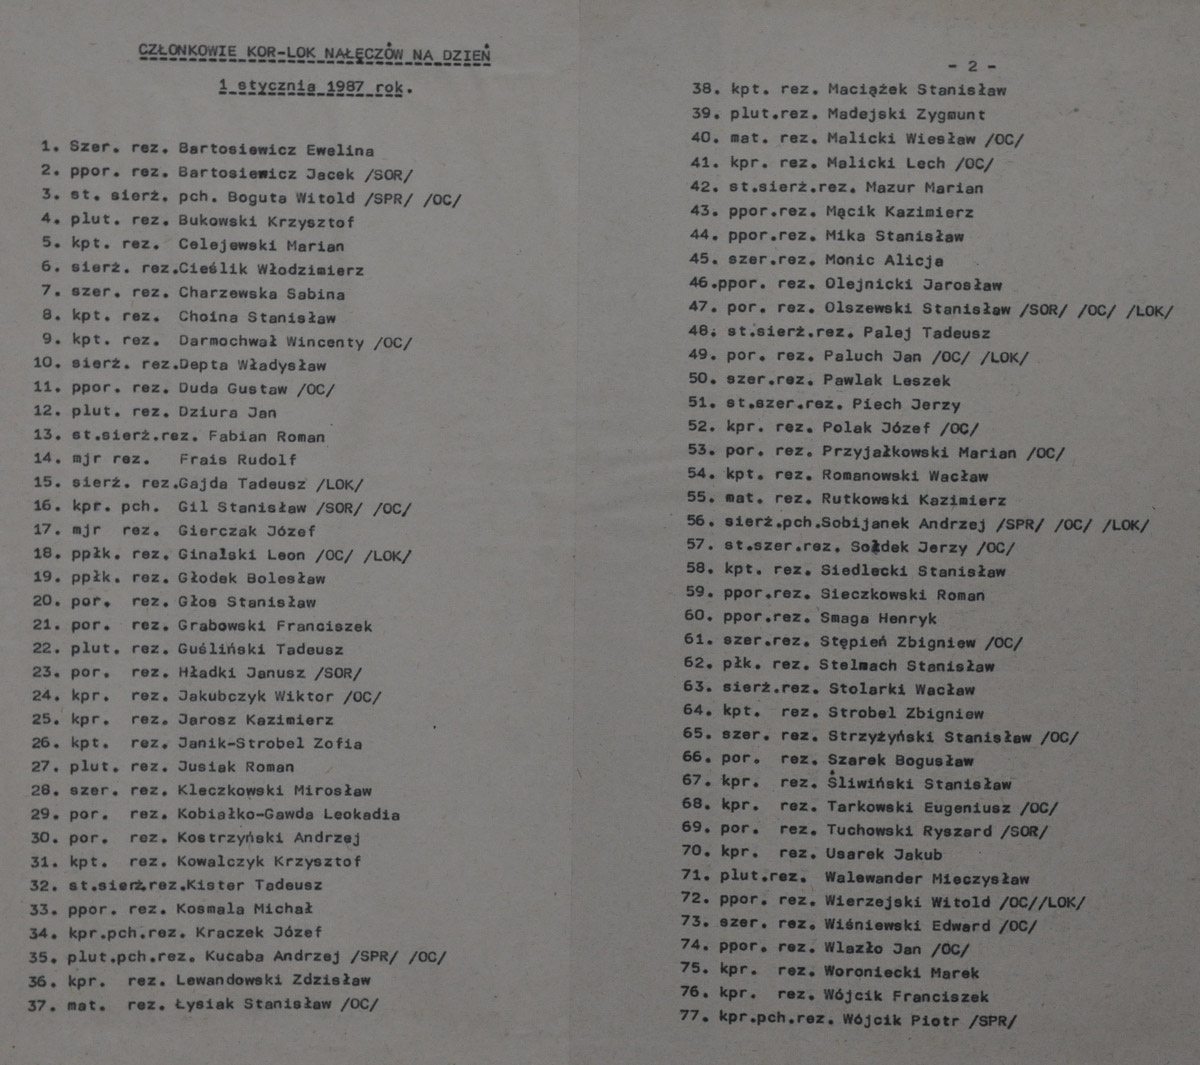 CZŁONKOWIE KOR-LOK NAŁĘCZÓW NA DZIEŃ
1 stycznia 1987 rok.
1. Szer. rez. Bartosiewicz Ewelina
2. ppor. rez. Bartosiewicz Jacek /SOR/
3. st. sierż. pch. Boguta Witold /SPR/ /OC/
4. plut. rez. Bukowski Krzysztof
5. kpt. rez. Celejewski Marian
6. sierż. rez.Cieślik Włodzimierz
7. szer. rez. Charzewska Sabina
8. kpt. rez. Choina Stanisław
9. kpt. rez. Darmochwał Wincenty /OC/
10. sierż. rez.Depta Władysław
11. ppor. rez. Duda Gustaw /OC/
12. plut. rez. Dziura Jan
13. st.sierż.rez. Fabian Roman
14. mjr rez. Frais Rudolf
15. sierż. rez.Gajda Tadeusz /LOK/
16. kpr. pch. Gil Stanisław /SOR/ /OC/
17. mjr rez. Gierczak Józef
18. ppłk. rez. Ginalski Leon /OC/ /LOK/
19. ppłk. rez. Głodek Bolesław
20. por. rez. Głos Stanisław
21. por. rez. Grabowski Franciszek
22. plut. rez. Guśliński Tadeusz
23. por. rez. Hładki Janusz /SOR/
24. kpr. rez. Jakubczyk Wiktor /OC/
25. kpr. rez. Jarosz Kazimierz
26. kpt. rez. Janik-Strobel Zofia
27. plut. rez. Jusiak Roman
28. szer. rez. Kleczkowski Mirosław
29. por. rez. Kobiałko-Gawda Leokadia
30. por. rez. Kostrzyński Andrzej
31. kpt. rez. Kowalczyk Krzysztof
32. st.sierż.rez.Kister Tadeusz
33. ppor. rez. Kosmala Michał
34. kpr.pch.rez. Kraczek Józef
35. plut.pch.rez. Kucaba Andrzej /SPR/ /OC/
36. kpr. rez. Lewandowski Zdzisław
37. mat. rez. Łysiak Stanisław /OC/
- 2 -
38. kpt. rez. Maciążek Stanisław
39. plut.rez. Madejski Zygmunt
40. mat. rez. Malicki Wiesław /OC/
41. kpr. rez. Malicki Lech /OC/
42. st.sierż.rez. Mazur Marian
43. ppor.rez. Mącik Kazimierz
44. ppor.rez. Mika Stanisław
45. szer.rez. Monic Alicja
46.ppor. rez. Olejnicki Jarosław
47. por. rez. Olszewski Stanisław /SOR/ /OC/ /LOK/
48. st.sierż.rez. Palej Tadeusz
49. por. rez. Paluch Jan /OC/ /LOK/
50. szer.rez. Pawlak Leszek
51. st.szer.rez. Piech Jerzy
52. kpr. rez. Polak Józef /OC/
53. por. rez. Przyjałkowski Marian /OC/
54. kpt. rez. Romanowski Wacław
55. mat. rez. Rutkowski Kazimierz
56. sierż.pch.Sobijanek Andrzej /SPR/ /OC/ /LOK/
57. st.szer.rez. Sołdek Jerzy /OC/
58. kpt. rez. Siedlecki Stanisław
59. ppor.rez. Sieczkowski Roman
60. ppor.rez. Smaga Henryk
61. szer.rez. Stępień Zbigniew /OC/
62. płk. rez. Stelmach Stanisław
63. sierż.rez. Stolarki Wacław
64. kpt. rez. Strobel Zbigniew
65. szer. rez. Strzyżyński Stanisław /OC/
66. por. rez. Szarek Bogusław
67. kpr. rez. Śliwiński Stanisław
68. kpr. rez. Tarkowski Eugeniusz /OC/
69. por. rez. Tuchowski Ryszard /SOR/
70. kpr. rez. Usarek Jakub
71. plut.rez. Walewander Mieczysław
72. ppor. rez. Wierzejski Witold /OC//LOK/
73. szer. rez. Wiśniewski Edward /OC/
74. ppor. rez. Wlazło Jan /OC/
75. kpr. rez. Woroniecki Marek
76. kpr. rez. Wójcik Franciszek
77. kpr.pch.rez. Wójcik Piotr /SPR/